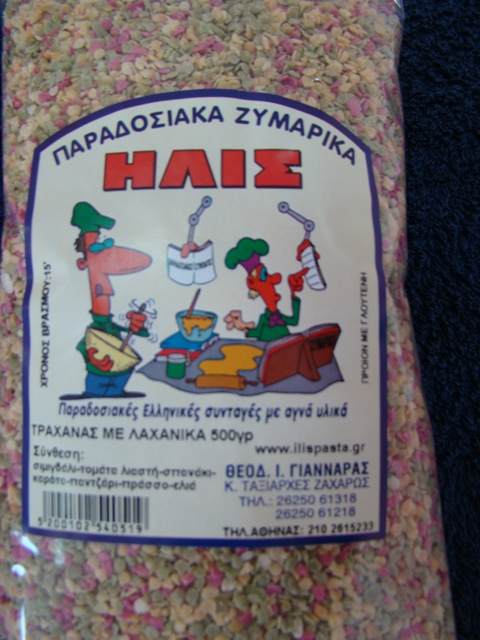 ΠΑΡΑΔΟΣΙΑΚΑ ΖΥΜΑΡΙΚΑ
ΗΛΙΣ
ΧΡΟΝΟΣ ΒΡΑΣΜΟΥ:15'
ΠΡΟΙΟΝ ΜΕ ΓΛΟΥΤΕΝΗ
Παραδοσιακές Ελληνικές συνταγές με αγνά υλικά
ΤΡΑΧΑΝΑΣ ΜΕ ΛΑΧΑΝΙΚΑ 500γρ
www.ilispasta.gr
Σύνθεση:
σιμιγδάλι-τομάτα λιαστή-σπανάκι-
καρότο-παντζάρι-πράσσο-ελιά
ΘΕΟΔ. Ι. ΓΙΑΝΝΑΡΑΣ
Κ. ΤΑΞΙΑΡΧΕΣ ΖΑΧΑΡΩΣ
ΤΗΛ.: 26250 61318
26250 61218
5200102540519
ΤΗΛ.ΑΘΗΝΑΣ: 210 2615233